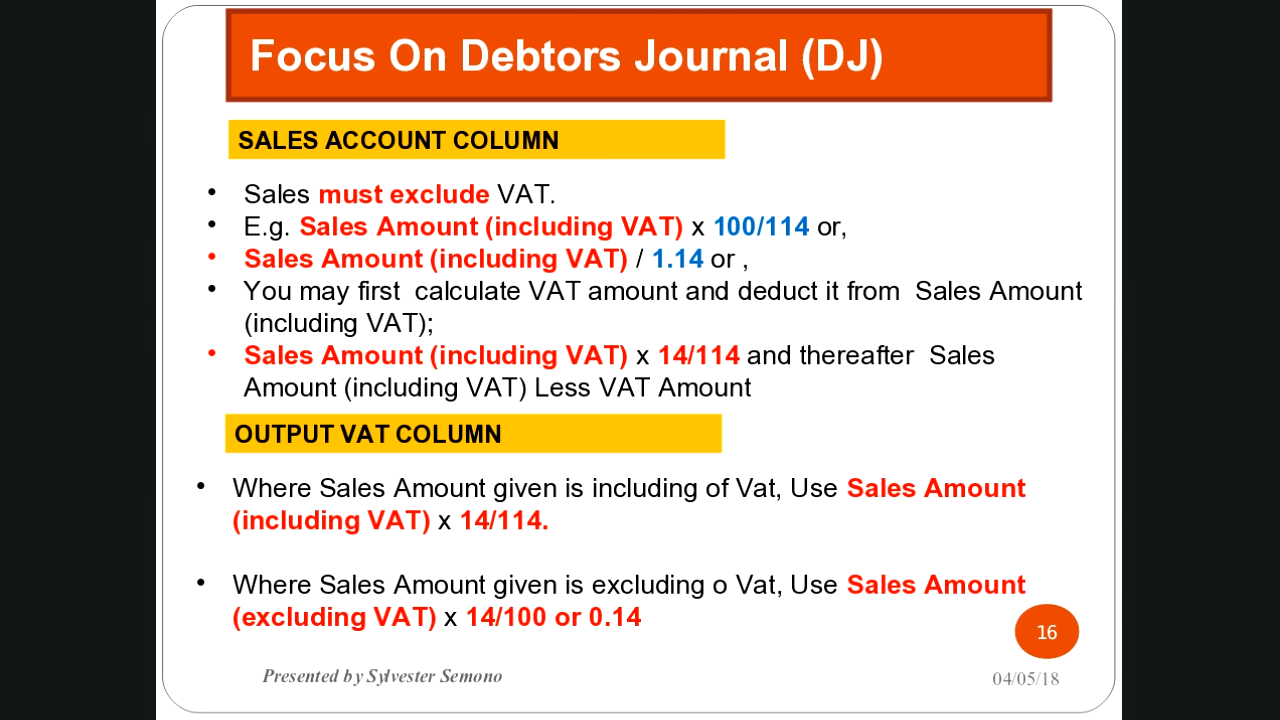 Focus On Debtors Journal (DJ)
SALES ACCOUNT COLUMN
• Sales must exclude VAT.
• E.g. Sales Amount (including VAT) x 100/114 or,
• Sales Amount (including VAT) / 1.14 or ,
• You may first calculate VAT amount and deduct it from Sales Amount
(including VAT);
• Sales Amount (including VAT) x 14/114 and thereafter Sales
Amount (including VAT) Less VAT Amount
OUTPUT VAT COLUMN
• Where Sales Amount given is including of Vat, Use Sales Amount
(including VAT) x 14/114.
• Where Sales Amount given is excluding o Vat, Use Sales Amount
(excluding VAT) x 14/100 or 0.14
16
Presented by Sylvester Semono
04/05/18